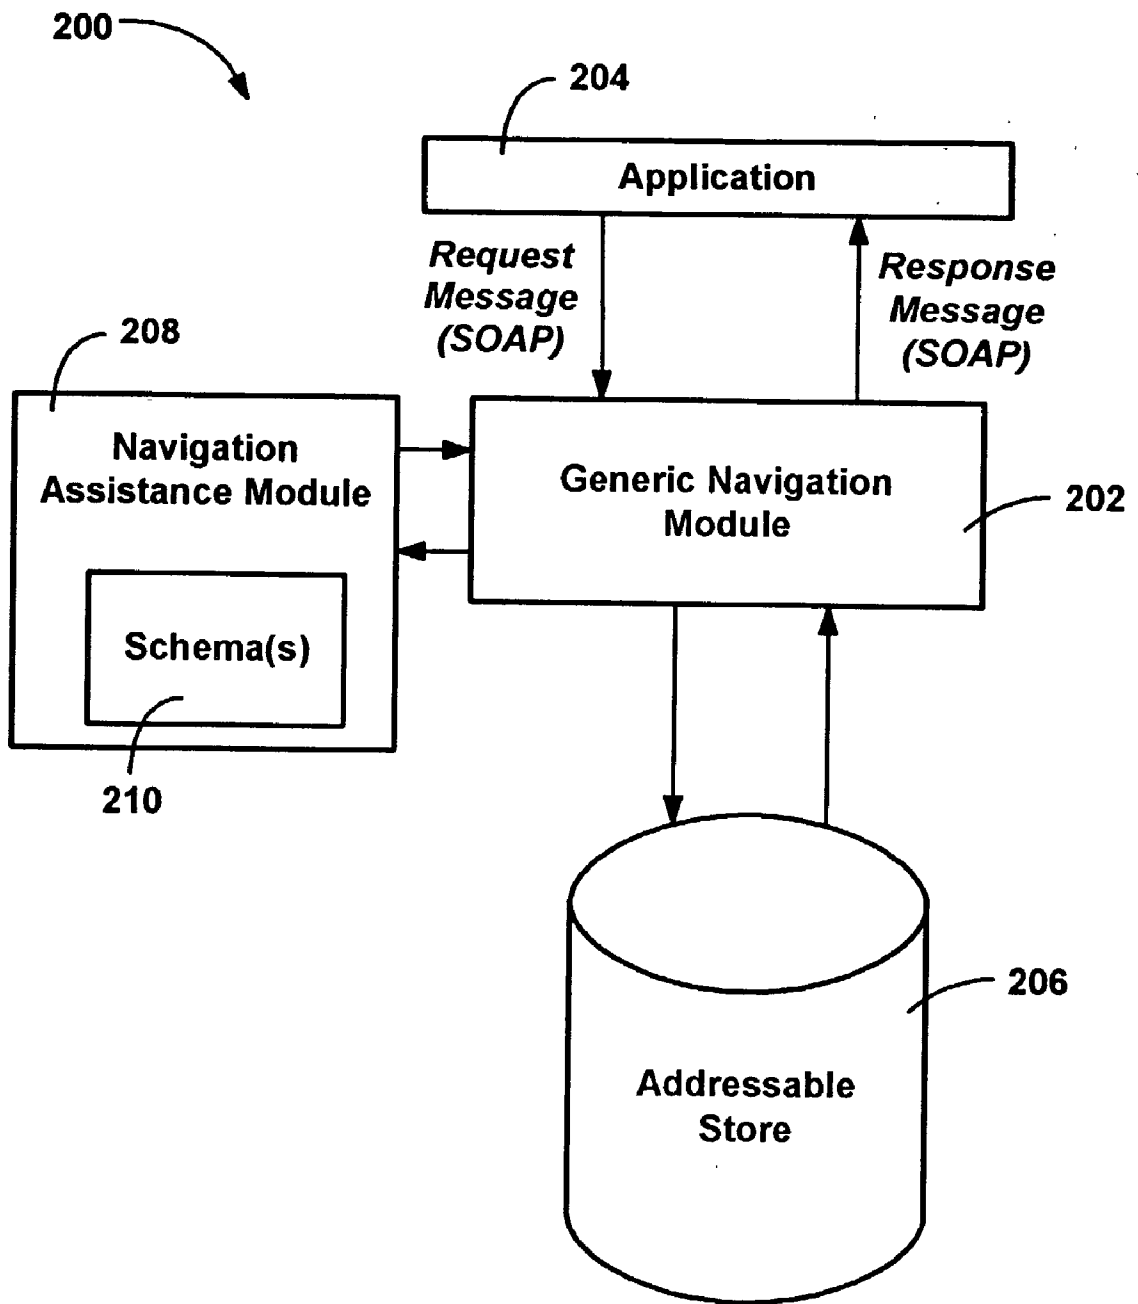 200
204
Application
Request
Message
(SOAP)
Response
Message
(SOAP)
208
Navigation
Assistance Module
Generic Navigation
Module
202
Schema(s)
210
206
Addressable
Store